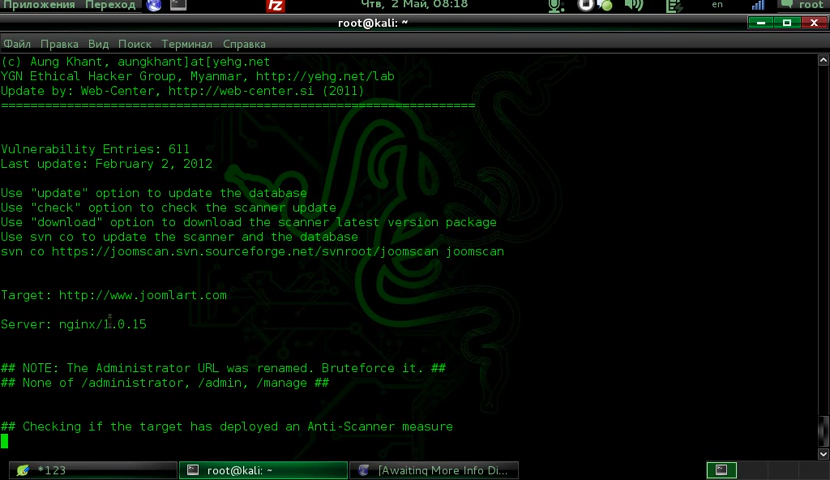 Приложения Переход Чтв, 2 Май, 08:18 en root
root@kali: ~
Файл Правка Вид Поиск Терминал Справка
(c) Aung Khant, aungkhant]at[yehg.net
YGN Ethical Hacker Group, Myanmar, http://yehg.net/lab
Update by: Web-Center, http://web-center.si (2011)
=================================================================
Vulnerability Entries: 611
Last update: February 2, 2012
Use "update" option to update the database
Use "check" option to check the scanner update
Use "download" option to download the scanner latest version package
Use svn co to update the scanner and the database
svn co https://joomscan.svn.sourceforge.net/svnroot/joomscan joomscan
Target: http://www.joomlart.com
Server: nginx/1.0.15
## NOTE: The Administrator URL was renamed. Bruteforce it. ##
## None of /administrator, /admin, /manage ##
## Checking if the target has deployed an Anti-Scanner measure
*123 root@kali: ~ [Awaiting More Info Di...